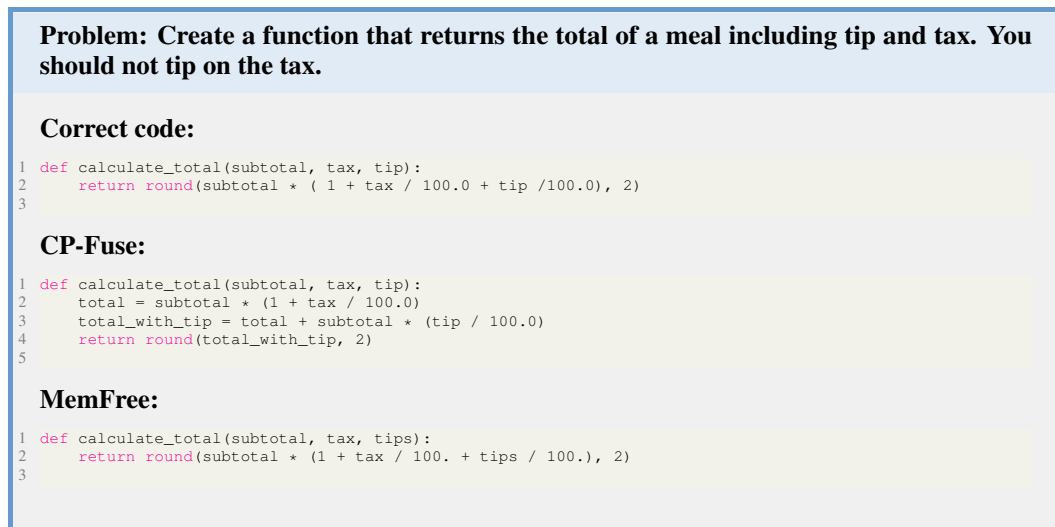 Problem: Create a function that returns the total of a meal including tip and tax. You
should not tip on the tax.
Correct code:
1 def calculate_total(subtotal, tax, tip):
2     return round(subtotal * ( 1 + tax / 100.0 + tip /100.0), 2)
3
CP-Fuse:
1 def calculate_total(subtotal, tax, tip):
2     total = subtotal * (1 + tax / 100.0)
3     total_with_tip = total + subtotal * (tip / 100.0)
4     return round(total_with_tip, 2)
5
MemFree:
1 def calculate_total(subtotal, tax, tips):
2     return round(subtotal * (1 + tax / 100. + tips / 100.), 2)
3